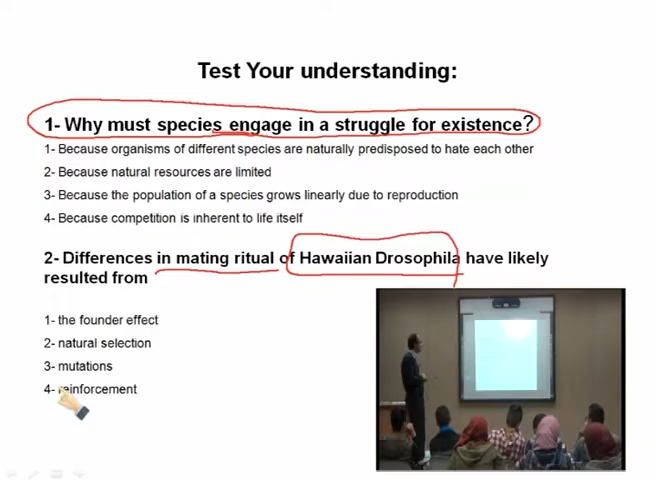 Test Your understanding:
1- Why must species engage in a struggle for existence?
1- Because organisms of different species are naturally predisposed to hate each other
2- Because natural resources are limited
3- Because the population of a species grows linearly due to reproduction
4- Because competition is inherent to life itself
2- Differences in mating ritual of Hawaiian Drosophila have likely
resulted from
1- the founder effect
2- natural selection
3- mutations
4- reinforcement